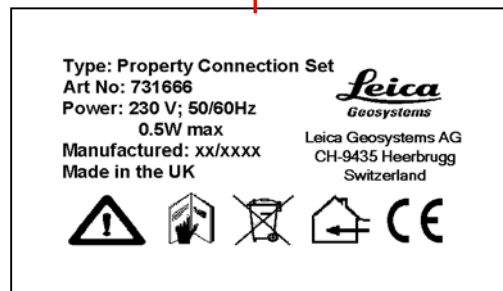 Type: Property Connection Set
Art No: 731666
Power: 230 V; 50/60Hz
0.5W max
Manufactured: xx/xxxx
Made in the UK
Leica
Geosystems
Leica Geosystems AG
CH-9435 Heerbrugg
Switzerland
CE